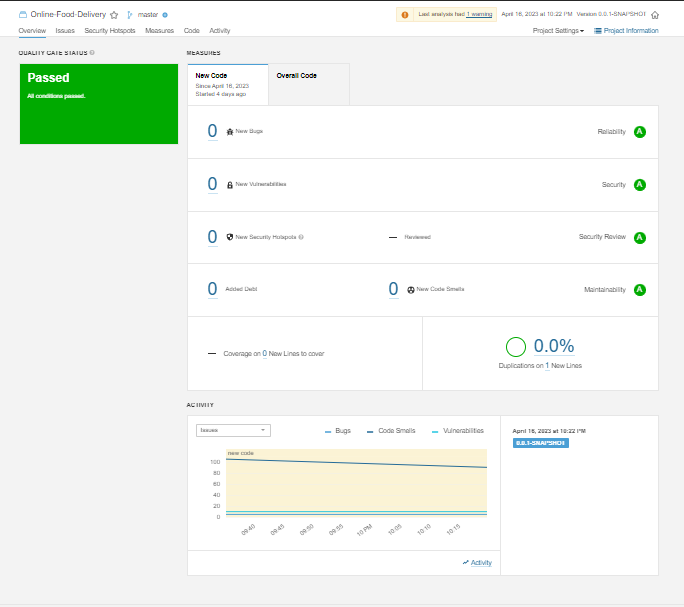 Online-Food-Delivery master Last analysis had 1 warning April 16, 2023 at 10:22 PM Version 0.0.1-SNAPSHOT
Overview Issues Security Hotspots Measures Code Activity Project Settings Project Information
QUALITY GATE STATUS MEASURES
Passed
All conditions passed.
New Code Overall Code
Since April 16, 2023
Started 4 days ago
0 New Bugs Reliability A
0 New Vulnerabilities Security A
0 New Security Hotspots — Reviewed Security Review A
0 Added Debt 0 New Code Smells Maintainability A
— Coverage on 0 New Lines to cover
0.0%
Duplications on 1 New Lines
ACTIVITY
Issues Bugs Code Smells Vulnerabilities
April 16, 2023 at 10:22 PM
0.0.1-SNAPSHOT
new code
100
80
60
40
20
0
09:40 09:45 09:50 09:55 10 PM 10:05 10:10 10:15
Activity